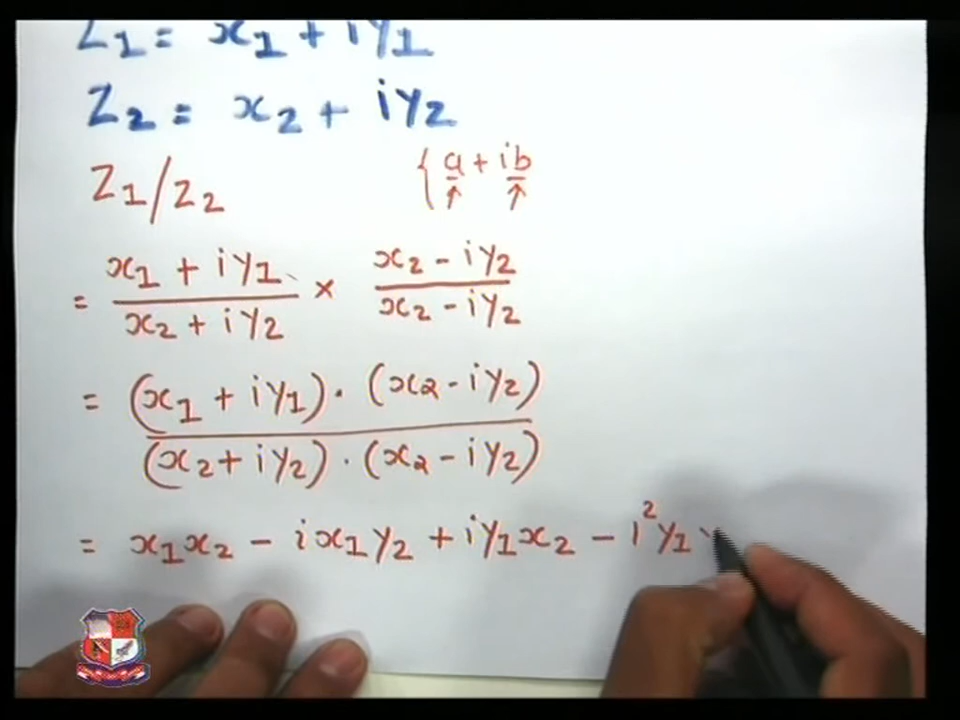 Z1 = x1 + iy1
Z2 = x2 + iy2
Z1/Z2 { a + ib
= x1 + iy1 / x2 + iy2 × x2 - iy2 / x2 - iy2
= (x1 + iy1) · (x2 - iy2)
(x2 + iy2) · (x2 - iy2)
= x1x2 - ix1y2 + iy1x2 - i²y1